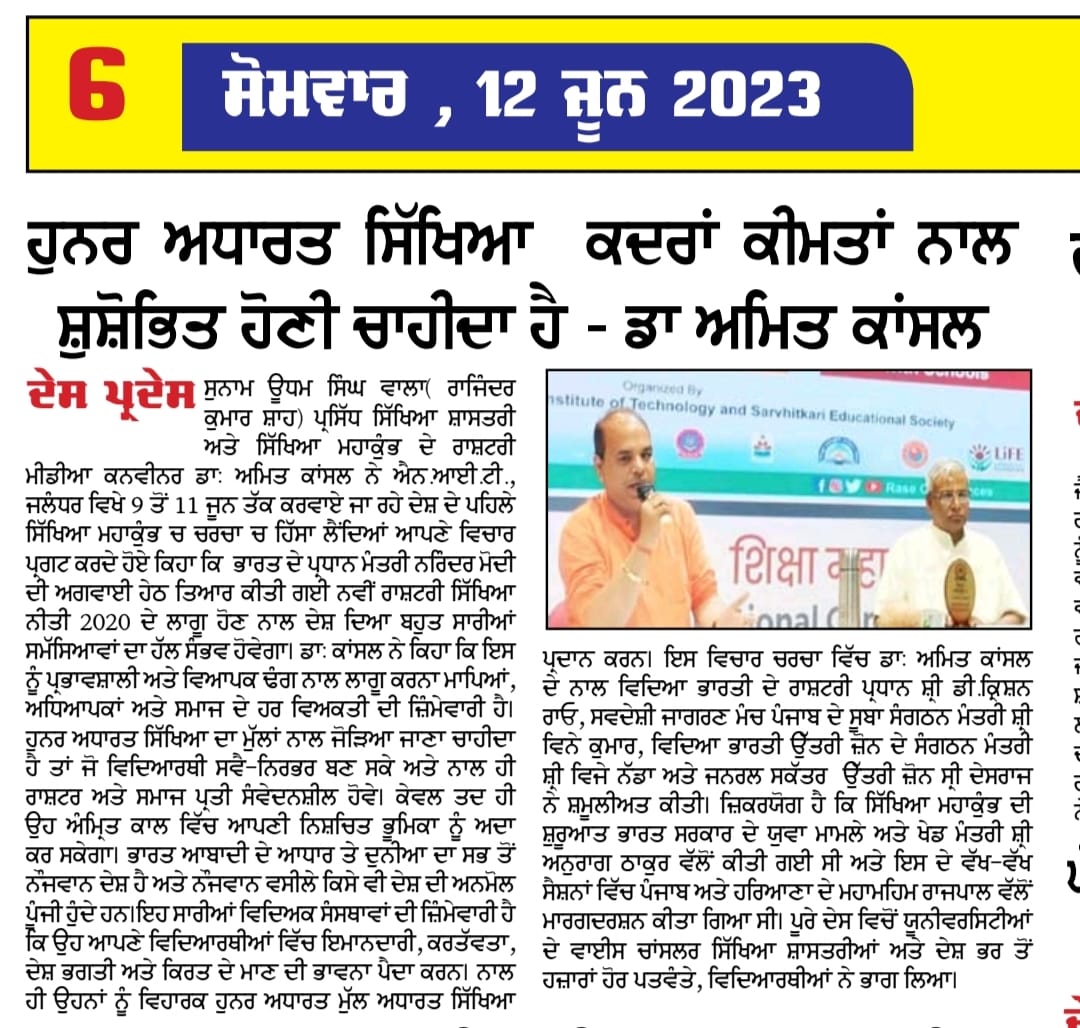 6
ਸੋਮਵਾਰ , 12 ਜੂਨ 2023
ਹੁਨਰ ਅਧਾਰਤ ਸਿੱਖਿਆ ਕਦਰਾਂ ਕੀਮਤਾਂ ਨਾਲ
ਸ਼ੁਸ਼ੋਭਿਤ ਹੋਣੀ ਚਾਹੀਦਾ ਹੈ - ਡਾ ਅਮਿਤ ਕਾਂਸਲ
ਦੇਸ ਪ੍ਰਦੇਸ ਸੁਨਾਮ ਊਧਮ ਸਿੰਘ ਵਾਲਾ( ਰਾਜਿੰਦਰ
ਕੁਮਾਰ ਸ਼ਾਹ) ਪ੍ਰਸਿੱਧ ਸਿੱਖਿਆ ਸ਼ਾਸਤਰੀ
ਅਤੇ ਸਿੱਖਿਆ ਮਹਾਕੁੰਭ ਦੇ ਰਾਸ਼ਟਰੀ
ਮੀਡੀਆ ਕਨਵੀਨਰ ਡਾ: ਅਮਿਤ ਕਾਂਸਲ ਨੇ ਐਨ.ਆਈ.ਟੀ.,
ਜਲੰਧਰ ਵਿਖੇ 9 ਤੋਂ 11 ਜੂਨ ਤੱਕ ਕਰਵਾਏ ਜਾ ਰਹੇ ਦੇਸ਼ ਦੇ ਪਹਿਲੇ
ਸਿੱਖਿਆ ਮਹਾਕੁੰਭ ਚ ਚਰਚਾ ਚ ਹਿੱਸਾ ਲੈਂਦਿਆਂ ਆਪਣੇ ਵਿਚਾਰ
ਪ੍ਰਗਟ ਕਰਦੇ ਹੋਏ ਕਿਹਾ ਕਿ ਭਾਰਤ ਦੇ ਪ੍ਰਧਾਨ ਮੰਤਰੀ ਨਰਿੰਦਰ ਮੋਦੀ
ਦੀ ਅਗਵਾਈ ਹੇਠ ਤਿਆਰ ਕੀਤੀ ਗਈ ਨਵੀਂ ਰਾਸ਼ਟਰੀ ਸਿੱਖਿਆ
ਨੀਤੀ 2020 ਦੇ ਲਾਗੂ ਹੋਣ ਨਾਲ ਦੇਸ਼ ਦਿਆ ਬਹੁਤ ਸਾਰੀਆਂ
ਸਮੱਸਿਆਵਾਂ ਦਾ ਹੱਲ ਸੰਭਵ ਹੋਵੇਗਾ। ਡਾ: ਕਾਂਸਲ ਨੇ ਕਿਹਾ ਕਿ ਇਸ
ਨੂੰ ਪ੍ਰਭਾਵਸ਼ਾਲੀ ਅਤੇ ਵਿਆਪਕ ਢੰਗ ਨਾਲ ਲਾਗੂ ਕਰਨਾ ਮਾਪਿਆਂ,
ਅਧਿਆਪਕਾਂ ਅਤੇ ਸਮਾਜ ਦੇ ਹਰ ਵਿਅਕਤੀ ਦੀ ਜ਼ਿੰਮੇਵਾਰੀ ਹੈ।
ਹੁਨਰ ਅਧਾਰਤ ਸਿੱਖਿਆ ਦਾ ਮੁੱਲਾਂ ਨਾਲ ਜੋੜਿਆ ਜਾਣਾ ਚਾਹੀਦਾ
ਹੈ ਤਾਂ ਜੋ ਵਿਦਿਆਰਥੀ ਸਵੈ-ਨਿਰਭਰ ਬਣ ਸਕੇ ਅਤੇ ਨਾਲ ਹੀ
ਰਾਸ਼ਟਰ ਅਤੇ ਸਮਾਜ ਪ੍ਰਤੀ ਸੰਵੇਦਨਸ਼ੀਲ ਹੋਵੇ। ਕੇਵਲ ਤਦ ਹੀ
ਉਹ ਅੰਮ੍ਰਿਤ ਕਾਲ ਵਿੱਚ ਆਪਣੀ ਨਿਸ਼ਚਿਤ ਭੂਮਿਕਾ ਨੂੰ ਅਦਾ
ਕਰ ਸਕੇਗਾ। ਭਾਰਤ ਆਬਾਦੀ ਦੇ ਆਧਾਰ ਤੇ ਦੁਨੀਆ ਦਾ ਸਭ ਤੋਂ
ਨੌਜਵਾਨ ਦੇਸ਼ ਹੈ ਅਤੇ ਨੌਜਵਾਨ ਵਸੀਲੇ ਕਿਸੇ ਵੀ ਦੇਸ਼ ਦੀ ਅਨਮੋਲ
ਪੂੰਜੀ ਹੁੰਦੇ ਹਨ।ਇਹ ਸਾਰੀਆਂ ਵਿਦਿਅਕ ਸੰਸਥਾਵਾਂ ਦੀ ਜ਼ਿੰਮੇਵਾਰੀ ਹੈ
ਕਿ ਉਹ ਆਪਣੇ ਵਿਦਿਆਰਥੀਆਂ ਵਿੱਚ ਇਮਾਨਦਾਰੀ, ਕਰਤੱਵਤਾ,
ਦੇਸ਼ ਭਗਤੀ ਅਤੇ ਕਿਰਤ ਦੇ ਮਾਣ ਦੀ ਭਾਵਨਾ ਪੈਦਾ ਕਰਨ। ਨਾਲ
ਹੀ ਉਹਨਾਂ ਨੂੰ ਵਿਹਾਰਕ ਹੁਨਰ ਅਧਾਰਤ ਮੁੱਲ ਅਧਾਰਤ ਸਿੱਖਿਆ
Organized By
nstitute of Technology and Sarvhitkari Educational Society
LiFE
शिक्षा
ਪ੍ਰਦਾਨ ਕਰਨ। ਇਸ ਵਿਚਾਰ ਚਰਚਾ ਵਿੱਚ ਡਾ: ਅਮਿਤ ਕਾਂਸਲ
ਦੇ ਨਾਲ ਵਿਦਿਆ ਭਾਰਤੀ ਦੇ ਰਾਸ਼ਟਰੀ ਪ੍ਰਧਾਨ ਸ਼੍ਰੀ ਡੀ.ਕ੍ਰਿਸ਼ਨ
ਰਾਓ, ਸਵਦੇਸ਼ੀ ਜਾਗਰਣ ਮੰਚ ਪੰਜਾਬ ਦੇ ਸੂਬਾ ਸੰਗਠਨ ਮੰਤਰੀ ਸ਼੍ਰੀ
ਵਿਨੇ ਕੁਮਾਰ, ਵਿਦਿਆ ਭਾਰਤੀ ਉੱਤਰੀ ਜ਼ੋਨ ਦੇ ਸੰਗਠਨ ਮੰਤਰੀ
ਸ਼੍ਰੀ ਵਿਜੇ ਨੱਡਾ ਅਤੇ ਜਨਰਲ ਸਕੱਤਰ ਉੱਤਰੀ ਜ਼ੋਨ ਸ੍ਰੀ ਦੇਸਰਾਜ
ਨੇ ਸ਼ਮੂਲੀਅਤ ਕੀਤੀ। ਜ਼ਿਕਰਯੋਗ ਹੈ ਕਿ ਸਿੱਖਿਆ ਮਹਾਕੁੰਭ ਦੀ
ਸ਼ੁਰੂਆਤ ਭਾਰਤ ਸਰਕਾਰ ਦੇ ਯੁਵਾ ਮਾਮਲੇ ਅਤੇ ਖੇਡ ਮੰਤਰੀ ਸ਼੍ਰੀ
ਅਨੁਰਾਗ ਠਾਕੁਰ ਵੱਲੋਂ ਕੀਤੀ ਗਈ ਸੀ ਅਤੇ ਇਸ ਦੇ ਵੱਖ-ਵੱਖ
ਸੈਸ਼ਨਾਂ ਵਿੱਚ ਪੰਜਾਬ ਅਤੇ ਹਰਿਆਣਾ ਦੇ ਮਹਾਮਹਿਮ ਰਾਜਪਾਲ ਵੱਲੋਂ
ਮਾਰਗਦਰਸ਼ਨ ਕੀਤਾ ਗਿਆ ਸੀ। ਪੂਰੇ ਦੇਸ ਵਿਚੋਂ ਯੂਨੀਵਰਸਿਟੀਆਂ
ਦੇ ਵਾਈਸ ਚਾਂਸਲਰ ਸਿੱਖਿਆ ਸ਼ਾਸਤਰੀਆਂ ਅਤੇ ਦੇਸ਼ ਭਰ ਤੋਂ
ਹਜ਼ਾਰਾਂ ਹੋਰ ਪਤਵੰਤੇ, ਵਿਦਿਆਰਥੀਆਂ ਨੇ ਭਾਗ ਲਿਆ।